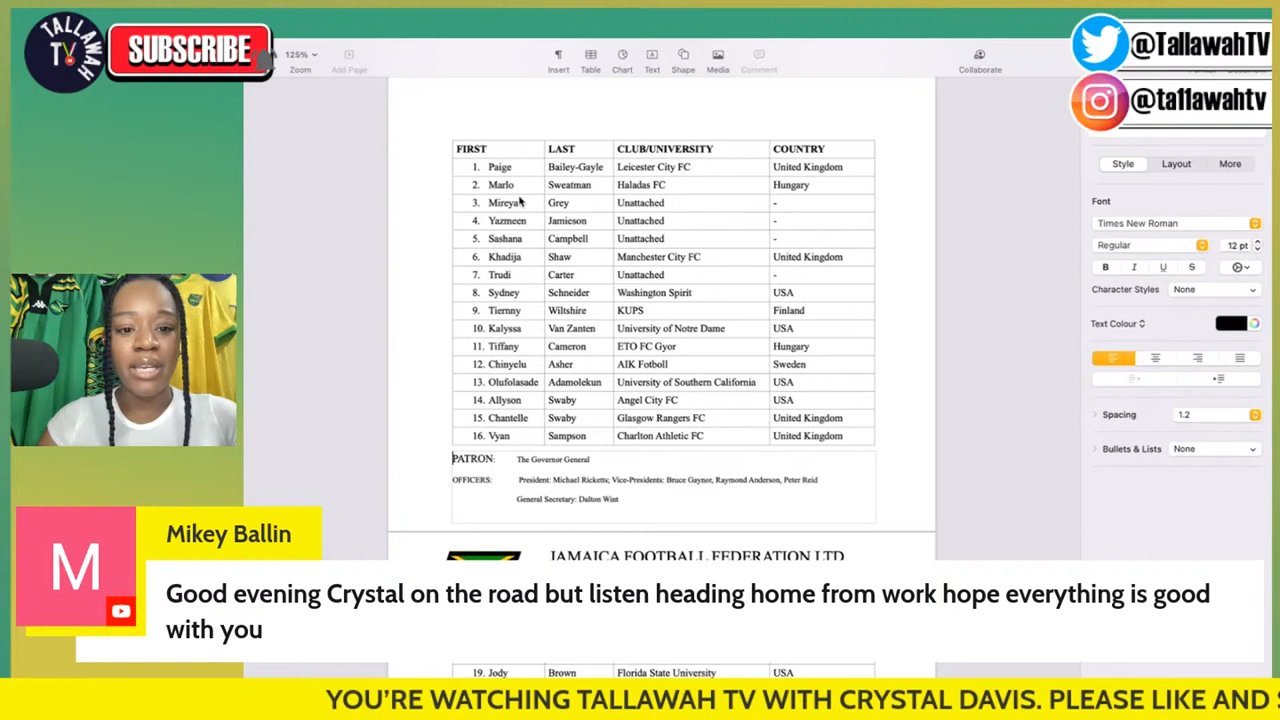 TALLAWAH
TV
SUBSCRIBE
@TallawahTV
@ta11awahtv
125%
Zoom
Add Page
Insert
Table
Chart
Text
Shape
Media
Comment
Collaborate
FIRST LAST CLUB/UNIVERSITY COUNTRY
1. Paige Bailey-Gayle Leicester City FC United Kingdom
2. Marlo Sweatman Haladas FC Hungary
3. Mireya Grey Unattached -
4. Yazmeen Jamieson Unattached -
5. Sashana Campbell Unattached -
6. Khadija Shaw Manchester City FC United Kingdom
7. Trudi Carter Unattached -
8. Sydney Schneider Washington Spirit USA
9. Tiernny Wiltshire KUPS Finland
10. Kalyssa Van Zanten University of Notre Dame USA
11. Tiffany Cameron ETO FC Gyor Hungary
12. Chinyelu Asher AIK Fotboll Sweden
13. Olufolasade Adamolekun University of Southern California USA
14. Allyson Swaby Angel City FC USA
15. Chantelle Swaby Glasgow Rangers FC United Kingdom
16. Vyan Sampson Charlton Athletic FC United Kingdom
PATRON: The Governor General
OFFICERS: President: Michael Ricketts; Vice-Presidents: Bruce Gaynor, Raymond Anderson, Peter Reid
General Secretary: Dalton Wint
JAMAICA FOOTBALL FEDERATION LTD
19. Jody Brown Florida State University USA
Style Layout More
Font
Times New Roman
Regular 12 pt
B I U S
Character Styles None
Text Colour
Spacing 1.2
Bullets & Lists None
M
Mikey Ballin
Good evening Crystal on the road but listen heading home from work hope everything is good
with you
YOU'RE WATCHING TALLAWAH TV WITH CRYSTAL DAVIS. PLEASE LIKE AND S